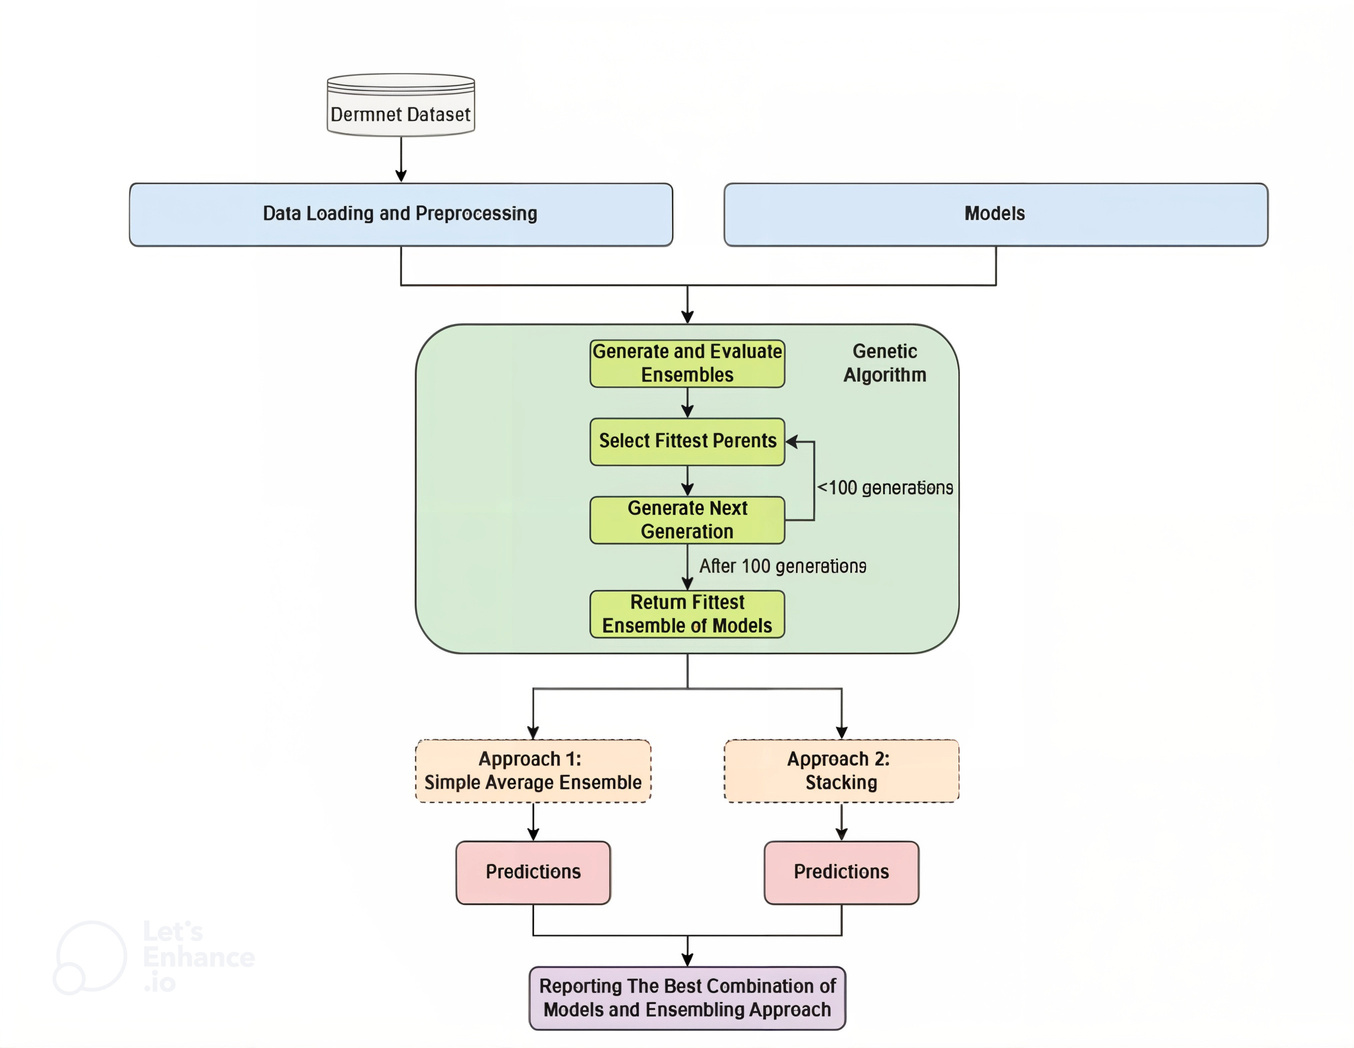 Dermnet Dataset
Data Loading and Preprocessing
Models
Generate and Evaluate
Ensembles
Genetic
Algorithm
Select Fittest Parents
<100 generations
Generate Next
Generation
After 100 generations
Return Fittest
Ensemble of Models
Approach 1:
Simple Average Ensemble
Approach 2:
Stacking
Predictions
Predictions
Let's
Enhance
.io
Reporting The Best Combination of
Models and Ensembling Approach